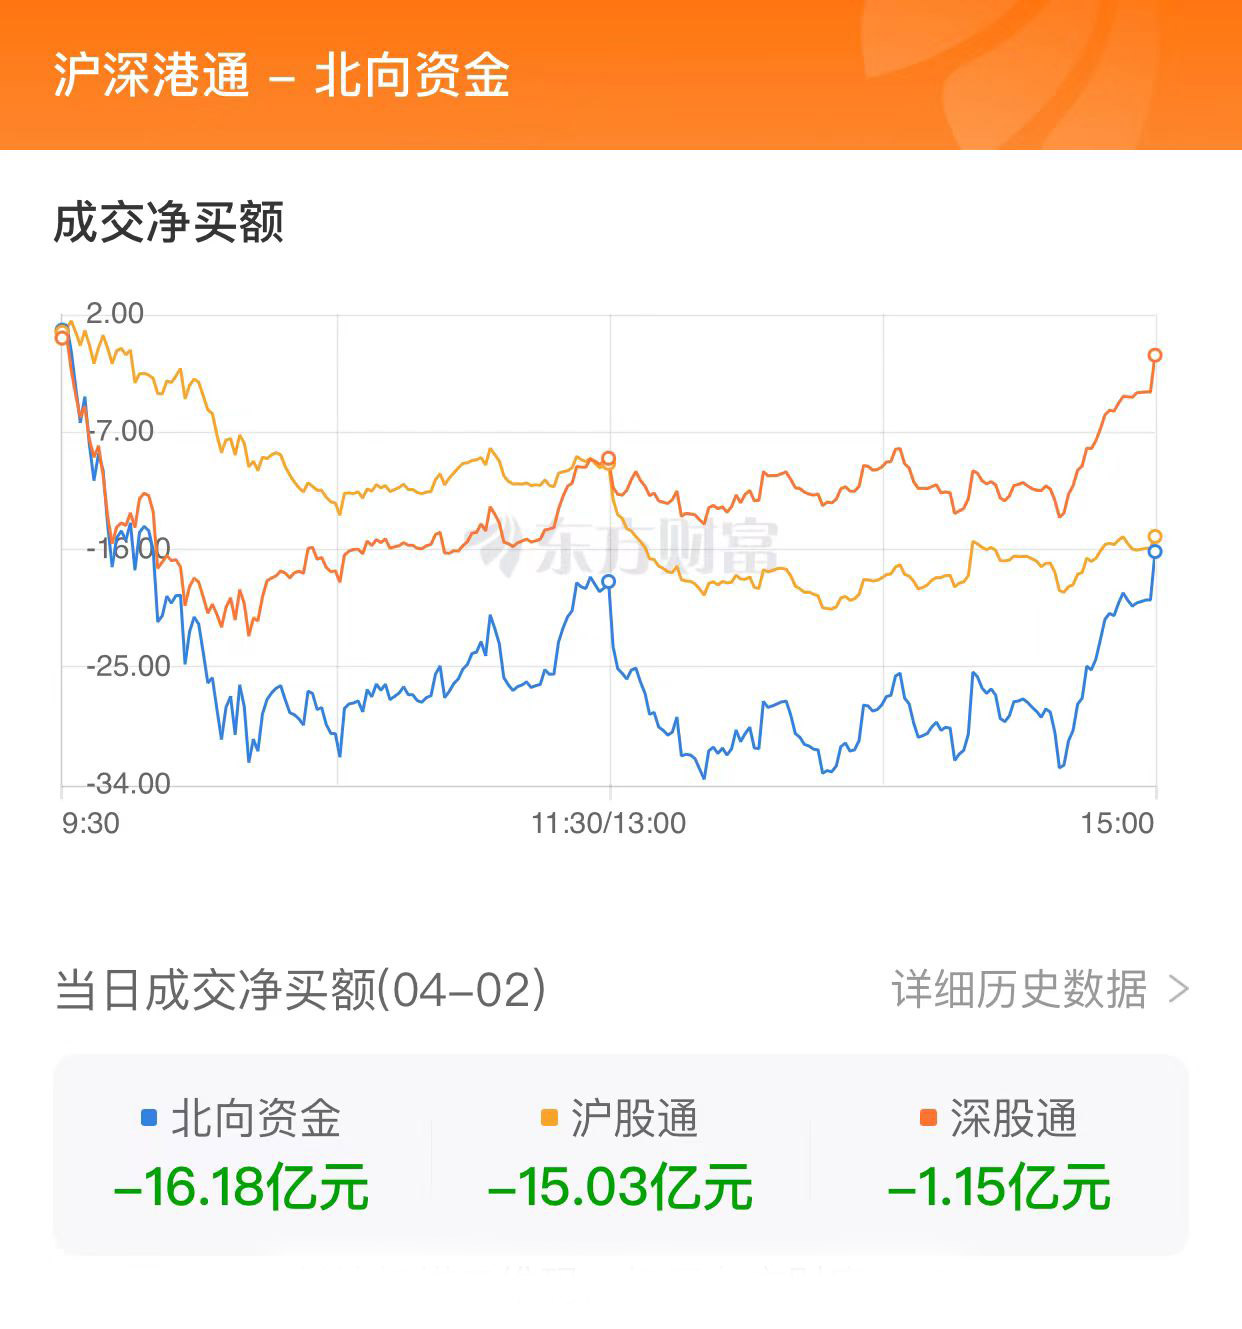 沪深港通 – 北向资金
成交净买额
2.00
-7.00
-16.00
东方财富
-25.00
-34.00
9:30 11:30/13:00 15:00
当日成交净买额(04-02) 详细历史数据 >
北向资金 沪股通 深股通
-16.18亿元 -15.03亿元 -1.15亿元